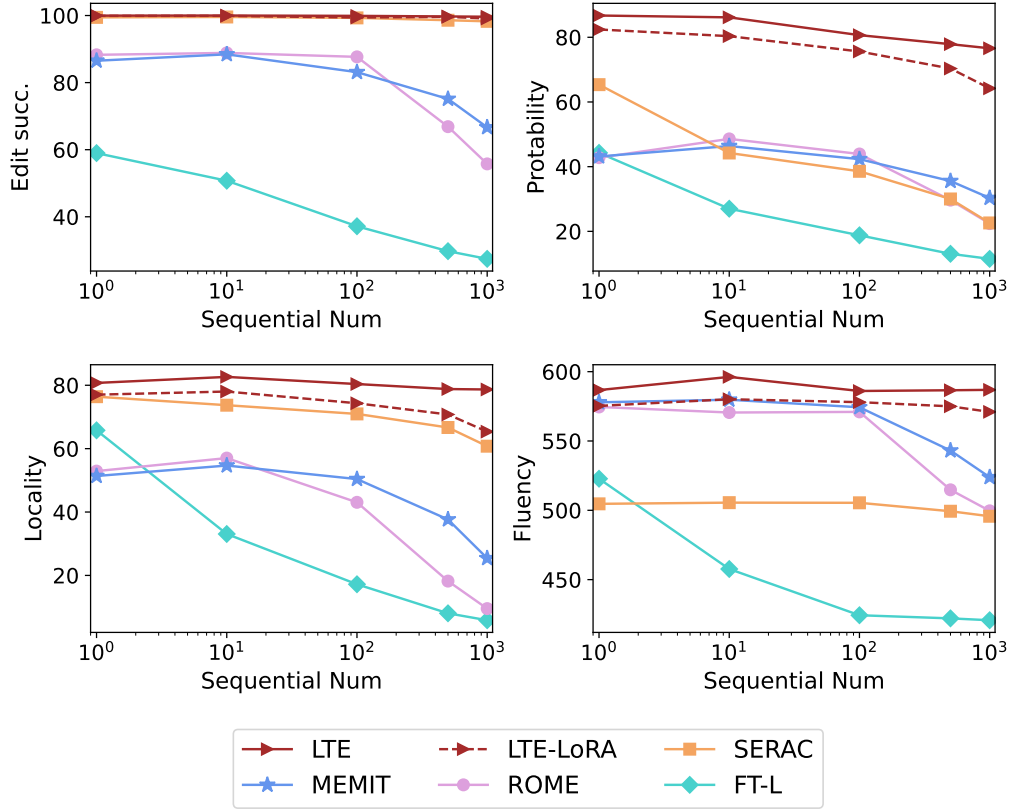 Edit succ.
100
80
60
40
10^0 10^1 10^2 10^3
Sequential Num
Protability
80
60
40
20
10^0 10^1 10^2 10^3
Sequential Num
Locality
80
60
40
20
10^0 10^1 10^2 10^3
Sequential Num
Fluency
600
550
500
450
10^0 10^1 10^2 10^3
Sequential Num
LTE LTE-LoRA SERAC
MEMIT ROME FT-L